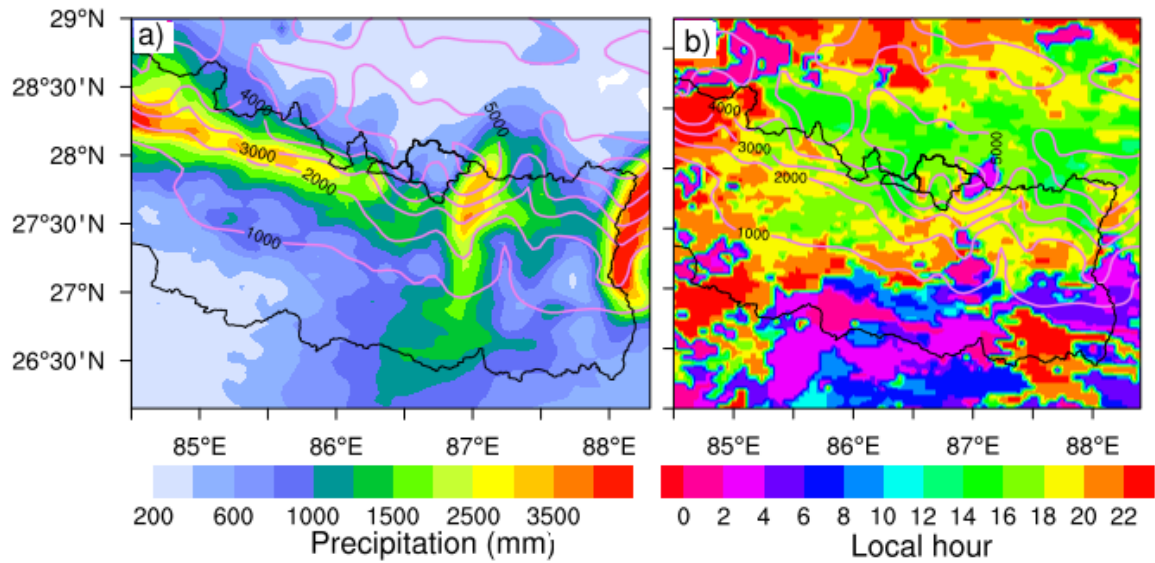 a)
b)
29°N
28°30'N
28°N
27°30'N
27°N
26°30'N
4000
3000
2000
1000
5000
4000
3000
2000
1000
5000
85°E 86°E 87°E 88°E
85°E 86°E 87°E 88°E
200 600 1000 1500 2500 3500
0 2 4 6 8 10 12 14 16 18 20 22
Precipitation (mm)
Local hour